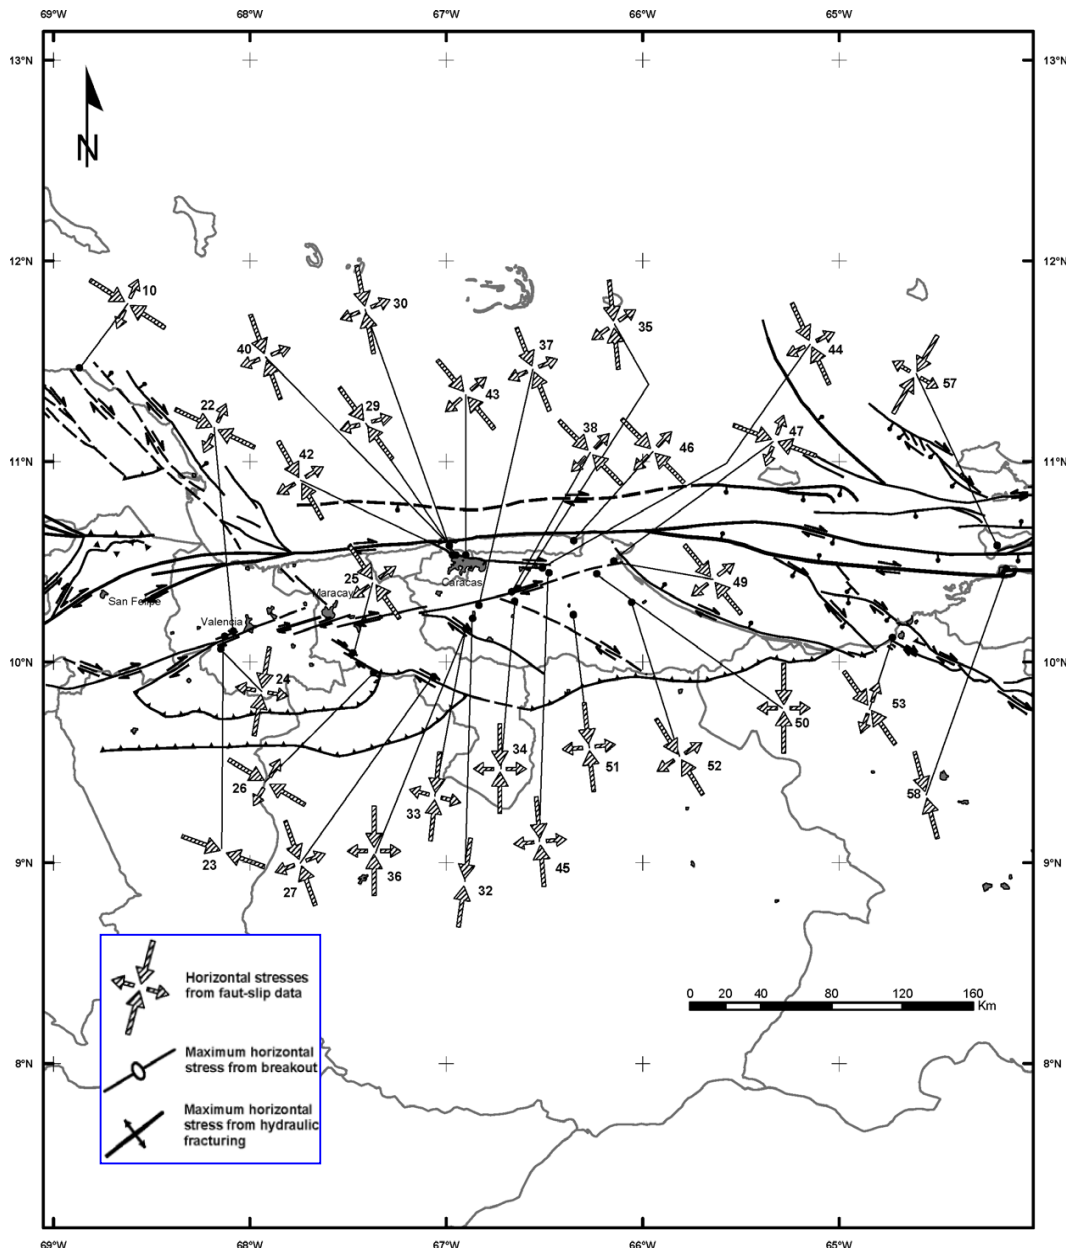 69°W 68°W 67°W 66°W 65°W
13°N 13°N
N
12°N 12°N
10
30
35
40
37
44
43
57
22
29
38
46
47
42
11°N 11°N
25
Caracas
49
Maracay
San Felipe
Valencia
10°N 10°N
24
53
50
34
51
52
26
33
58
9°N 9°N
23
27
36
32
45
Horizontal stresses
from faut-slip data
0 20 40 80 120 160
Km
Maximum horizontal
stress from breakout
8°N 8°N
Maximum horizontal
stress from hydraulic
fracturing
69°W 68°W 67°W 66°W 65°W